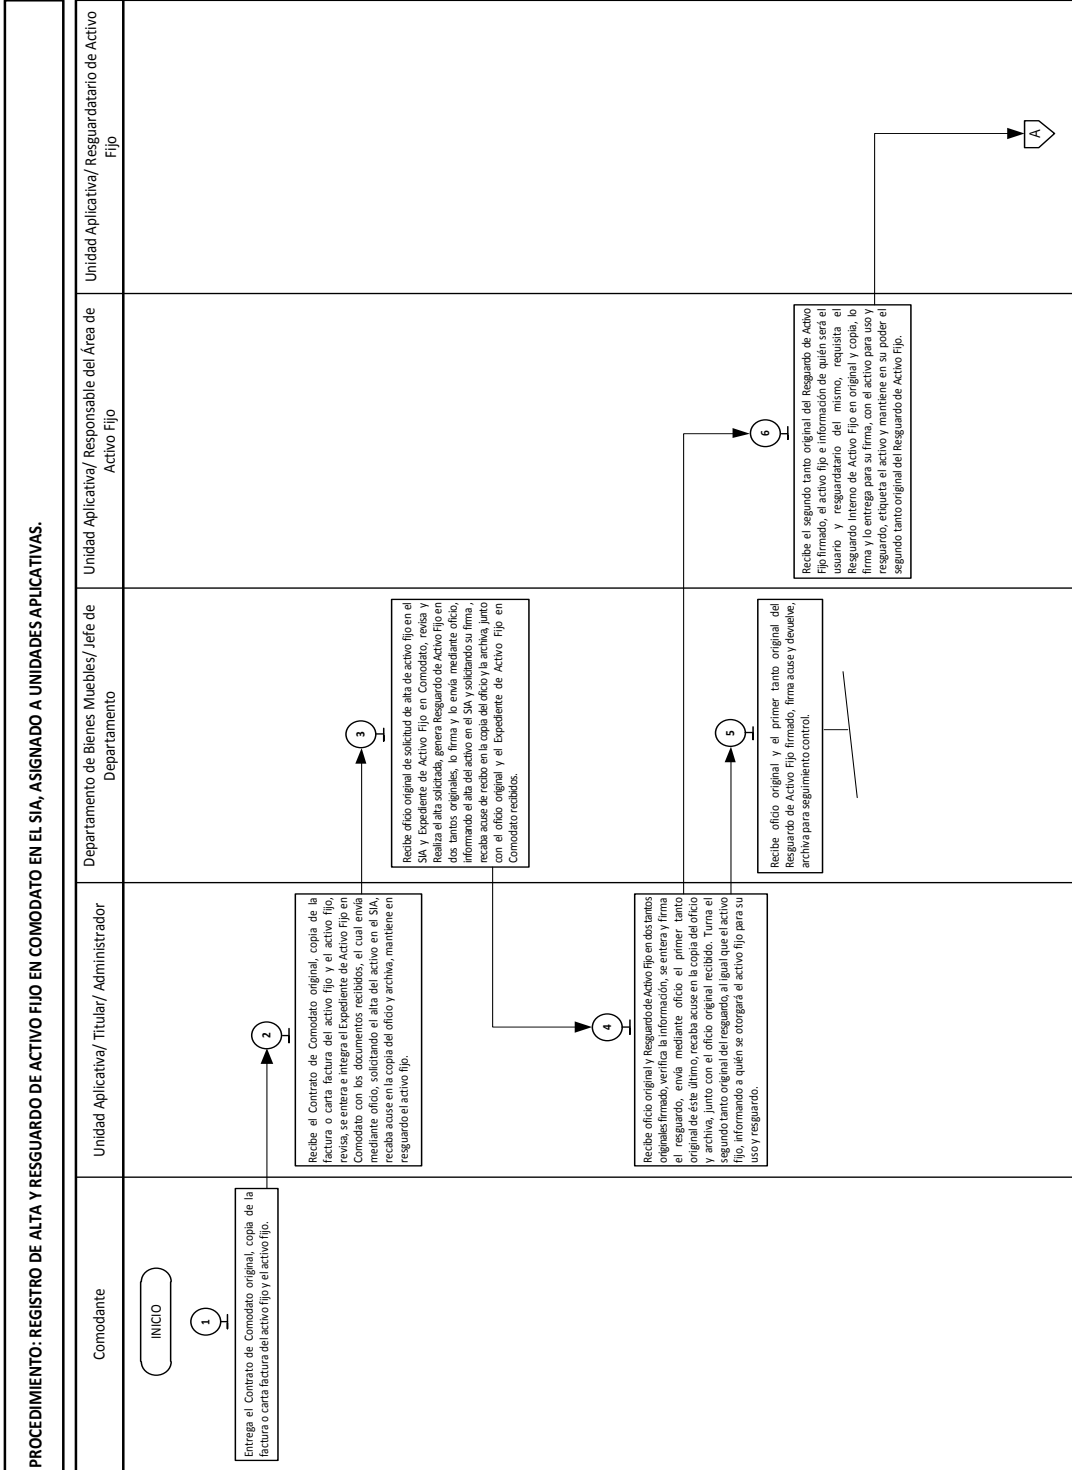 PROCEDIMIENTO: REGISTRO DE ALTA Y RESGUARDO DE ACTIVO FIJO EN COMODATO EN EL SIA, ASIGNADO A UNIDADES APLICATIVAS.
Comodante
Unidad Aplicativa/ Titular/ Administrador
Departamento de Bienes Muebles/ Jefe de
Departamento
Unidad Aplicativa/ Responsable del Área de
Activo Fijo
Unidad Aplicativa/ Resguardatario de Activo
Fijo
INICIO
1
Entrega el Contrato de Comodato original, copia de la
factura o carta factura del activo fijo y el activo fijo.
2
Recibe el Contrato de Comodato original, copia de la
factura o carta factura del activo fijo y el activo fijo,
revisa, se entera e integra el Expediente de Activo Fijo en
Comodato con los documentos recibidos, el cual envía
mediante oficio, solicitando el alta del activo en el SIA,
recaba acuse en la copia del oficio y archiva, mantiene en
resguardo el activo fijo.
3
Recibe oficio original de solicitud de alta de activo fijo en el
SIA y Expediente de Activo Fijo en Comodato, revisa y
Realiza el alta solicitada, genera Resguardo de Activo Fijo en
dos tantos originales, lo firma y lo envía mediante oficio,
informando el alta del activo en el SIA y solicitando su firma ,
recaba acuse de recibo en la copia del oficio y la archiva, junto
con el oficio original y el Expediente de Activo Fijo en
Comodato recibidos.
4
Recibe oficio original y Resguardo de Activo Fijo en dos tantos
originales firmado, verifica la información, se entera y firma
el resguardo, envía mediante oficio el primer tanto
original de éste último, recaba acuse en la copia del oficio
y archiva, junto con el oficio original recibido. Turna el
segundo tanto original del resguardo, al igual que el activo
fijo, informando a quién se otorgará el activo fijo para su
uso y resguardo.
5
Recibe oficio original y el primer tanto original del
Resguardo de Activo Fijo firmado, firma acuse y devuelve,
archiva para seguimiento control.
6
Recibe el segundo tanto original del Resguardo de Activo
Fijo firmado, el activo fijo e información de quién será el
usuario y resguardatario del mismo, requisita el
Resguardo Interno de Activo Fijo en original y copia, lo
firma y lo entrega para su firma, con el activo para uso y
resguardo, etiqueta el activo y mantiene en su poder el
segundo tanto original del Resguardo de Activo Fijo.
A